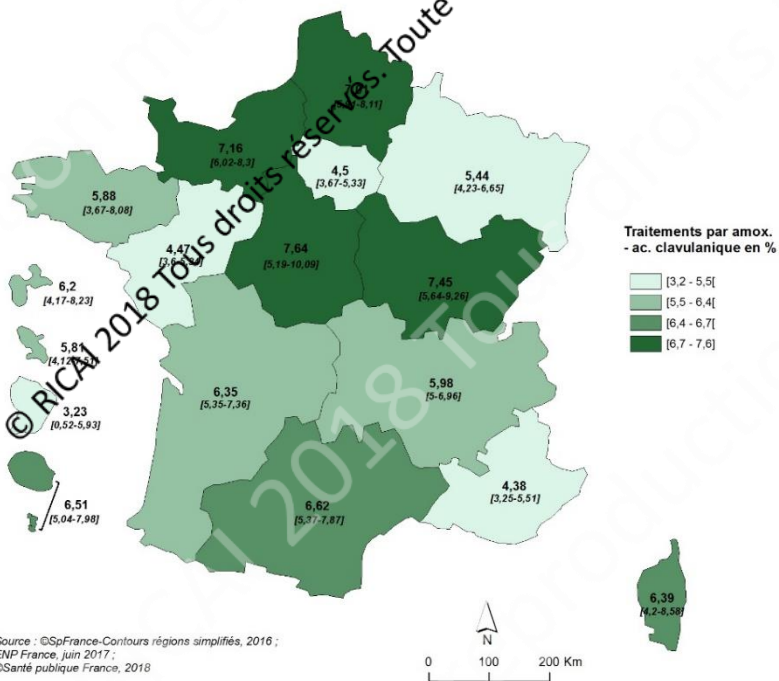 © RICAI 2018 Tous droits réservés. Toute
7,16
[6,02-8,3]
4,5
[3,67-5,33]
5,44
[4,23-6,65]
5,88
[3,67-8,08]
4,47
7,64
[5,19-10,09]
7,45
[5,64-9,26]
6,2
[4,17-8,23]
5,81
3,23
[0,52-5,93]
6,51
[5,04-7,98]
6,35
[5,35-7,36]
5,98
[5-6,96]
6,62
[5,37-7,87]
4,38
[3,25-5,51]
6,39
[4,2-8,58]
Traitements par amox.
- ac. clavulanique en %
[3,2 - 5,5[
[5,5 - 6,4[
[6,4 - 6,7[
[6,7 - 7,6]
Source : ©SpFrance-Contours régions simplifiés, 2016 ;
ENP France, juin 2017 ;
©Santé publique France, 2018
N
0 100 200 Km